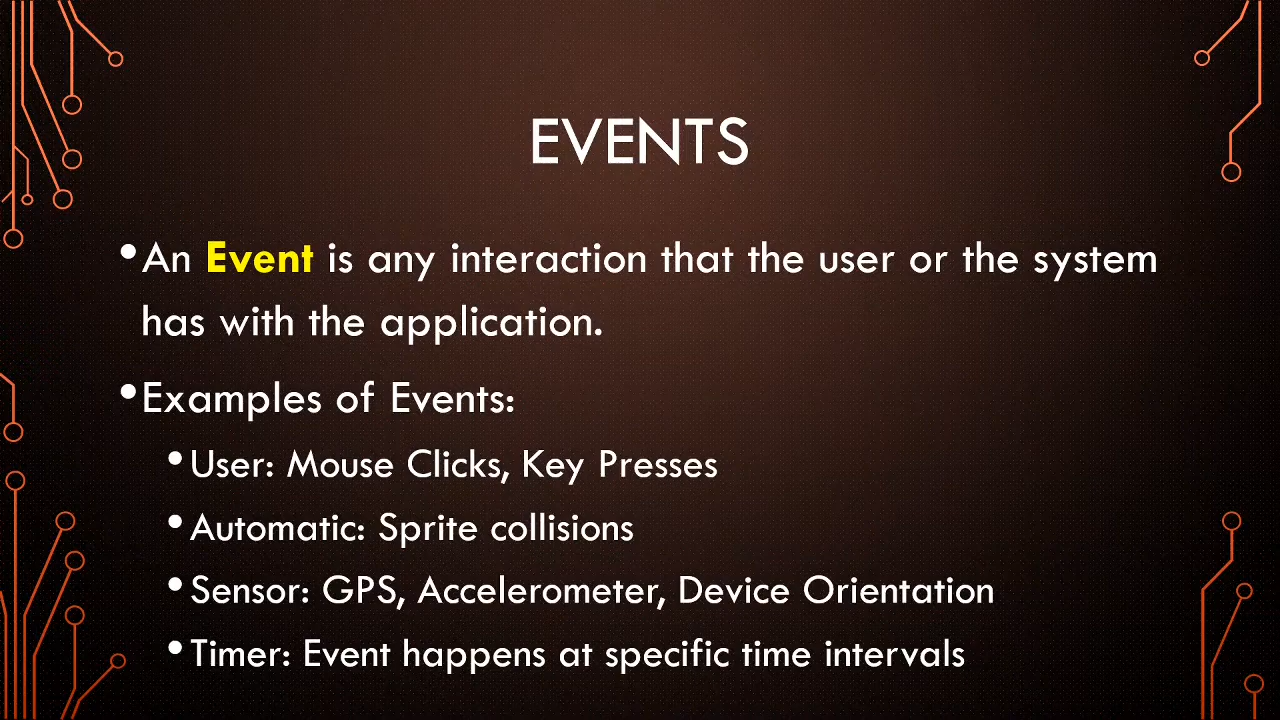 EVENTS
•An Event is any interaction that the user or the system
has with the application.
•Examples of Events:
•User: Mouse Clicks, Key Presses
•Automatic: Sprite collisions
•Sensor: GPS, Accelerometer, Device Orientation
•Timer: Event happens at specific time intervals